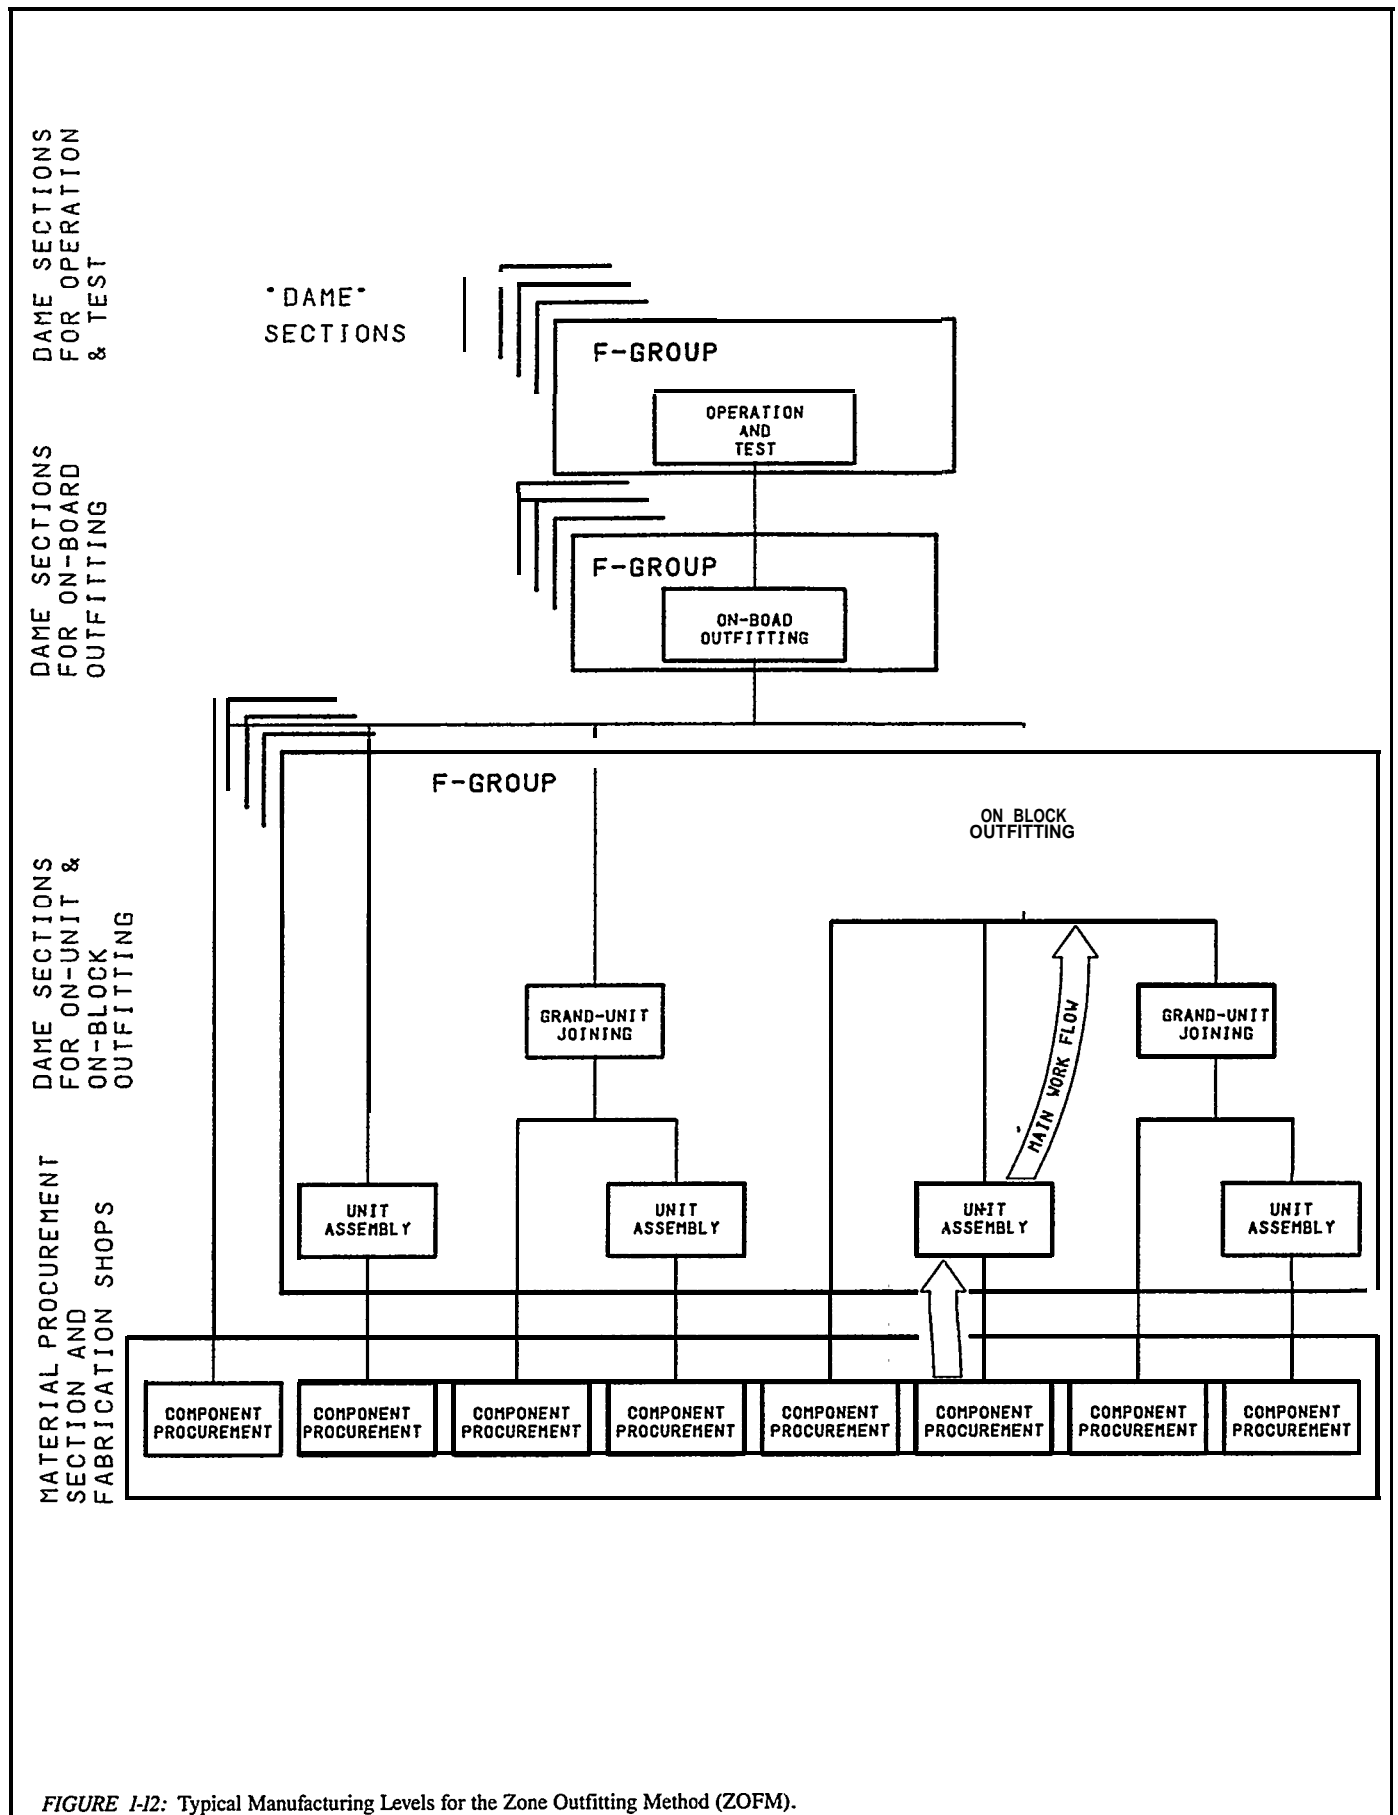 DAME SECTIONS
FOR OPERATION
& TEST
"DAME"
SECTIONS
F-GROUP
OPERATION
AND
TEST
DAME SECTIONS
FOR ON-BOARD
OUTFITTING
F-GROUP
ON-BOAD
OUTFITTING
DAME SECTIONS
FOR ON-UNIT &
ON-BLOCK
OUTFITTING
F-GROUP
ON BLOCK
OUTFITTING
GRAND-UNIT
JOINING
MAIN WORK FLOW
GRAND-UNIT
JOINING
UNIT
ASSEMBLY
UNIT
ASSEMBLY
UNIT
ASSEMBLY
UNIT
ASSEMBLY
MATERIAL PROCUREMENT
SECTION AND
FABRICATION SHOPS
COMPONENT
PROCUREMENT
COMPONENT
PROCUREMENT
COMPONENT
PROCUREMENT
COMPONENT
PROCUREMENT
COMPONENT
PROCUREMENT
COMPONENT
PROCUREMENT
COMPONENT
PROCUREMENT
COMPONENT
PROCUREMENT
FIGURE 1-12: Typical Manufacturing Levels for the Zone Outfitting Method (ZOFM).